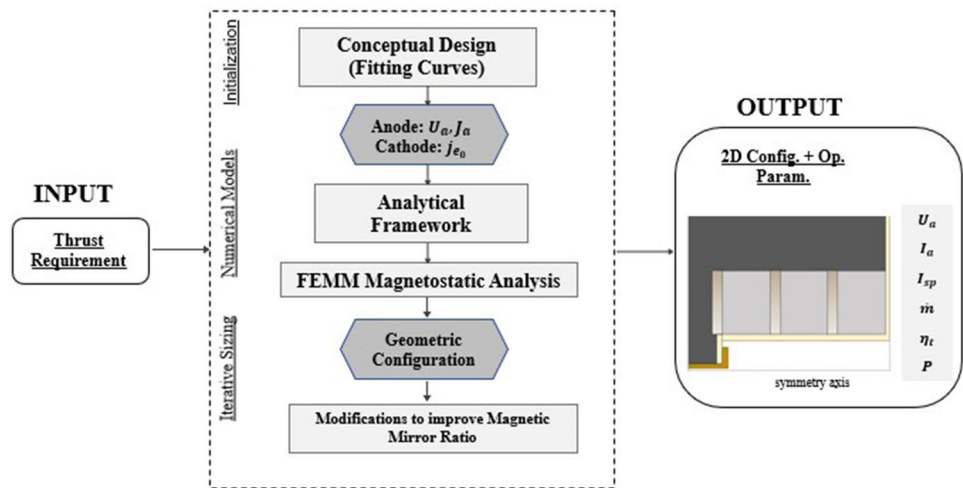 INPUT
Thrust
Requirement
Initialization
Numerical Models
Iterative Sizing
Conceptual Design
(Fitting Curves)
Anode: Uₐ, Jₐ
Cathode: jₑ₀
Analytical
Framework
FEMM Magnetostatic Analysis
Geometric
Configuration
Modifications to improve Magnetic
Mirror Ratio
OUTPUT
2D Config. + Op.
Param.
Uₐ
Iₐ
Iₛₚ
ṁ
ηₜ
P
symmetry axis